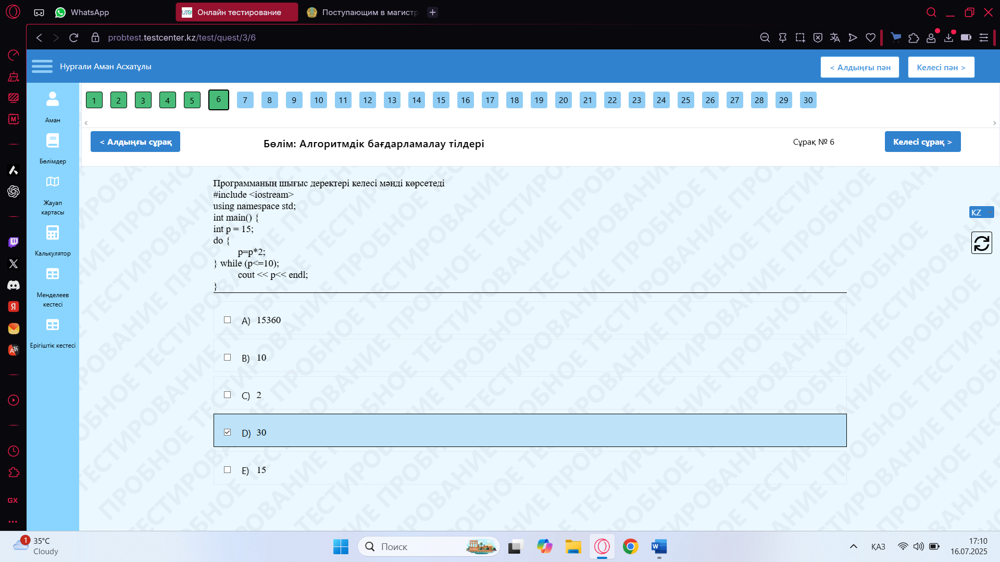 WhatsApp
Онлайн тестирование
Поступающим в магистр
probtest.testcenter.kz/test/quest/3/6
Нургали Аман Асхатұлы
< Алдыңғы пән
Келесі пән >
1 2 3 4 5 6 7 8 9 10 11 12 13 14 15 16 17 18 19 20 21 22 23 24 25 26 27 28 29 30
Аман
Бөлімдер
Жауап
картасы
Калькулятор
Менделеев
кестесі
Ерігіштік кестесі
< Алдыңғы сұрақ
Бөлім: Алгоритмдік бағдарламалау тілдері
Сұрақ № 6
Келесі сұрақ >
Программаның шығыс деректері келесі мәнді көрсетеді
#include <iostream>
using namespace std;
int main() {
int p = 15;
do {
p=p*2;
} while (p<=10);
cout << p<< endl;
}
KZ
A) 15360
B) 10
C) 2
D) 30
E) 15
ПРОБНОЕ ТЕСТИРОВАНИЕ
GX
1
35°C
Cloudy
Поиск
ҚАЗ
17:10
16.07.2025